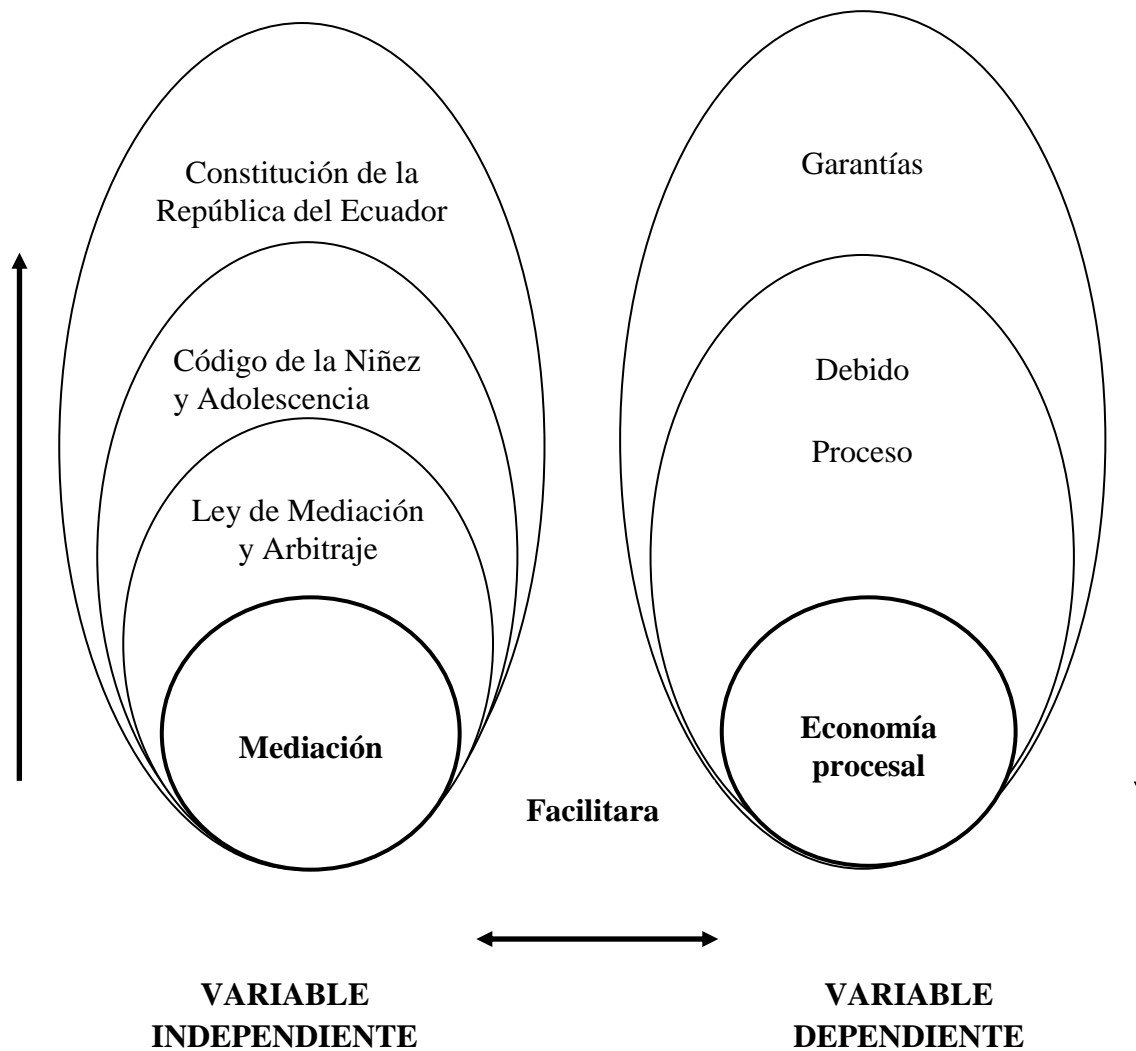 Constitución de la
República del Ecuador
Código de la Niñez
y Adolescencia
Ley de Mediación
y Arbitraje
Mediación
Garantías
Debido
Proceso
Economía
procesal
Facilitara
VARIABLE
INDEPENDIENTE
VARIABLE
DEPENDIENTE